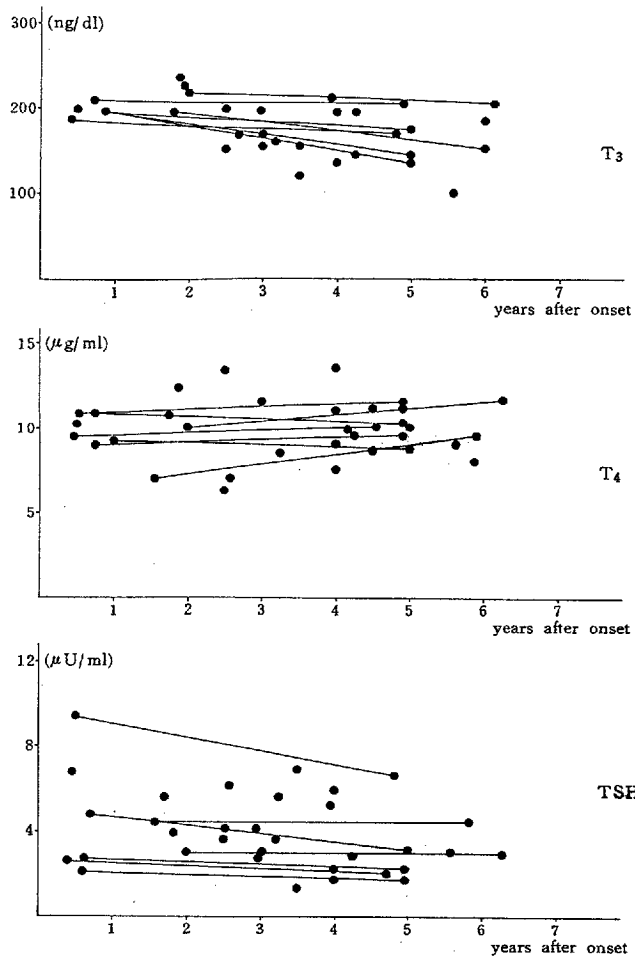 300
(ng/dl)
200
T₃
100
1 2 3 4 5 6 7
years after onset
15
(μg/ml)
10
T₄
5
1 2 3 4 5 6 7
years after onset
12
(μU/ml)
8
TSH
4
1 2 3 4 5 6 7
years after onset